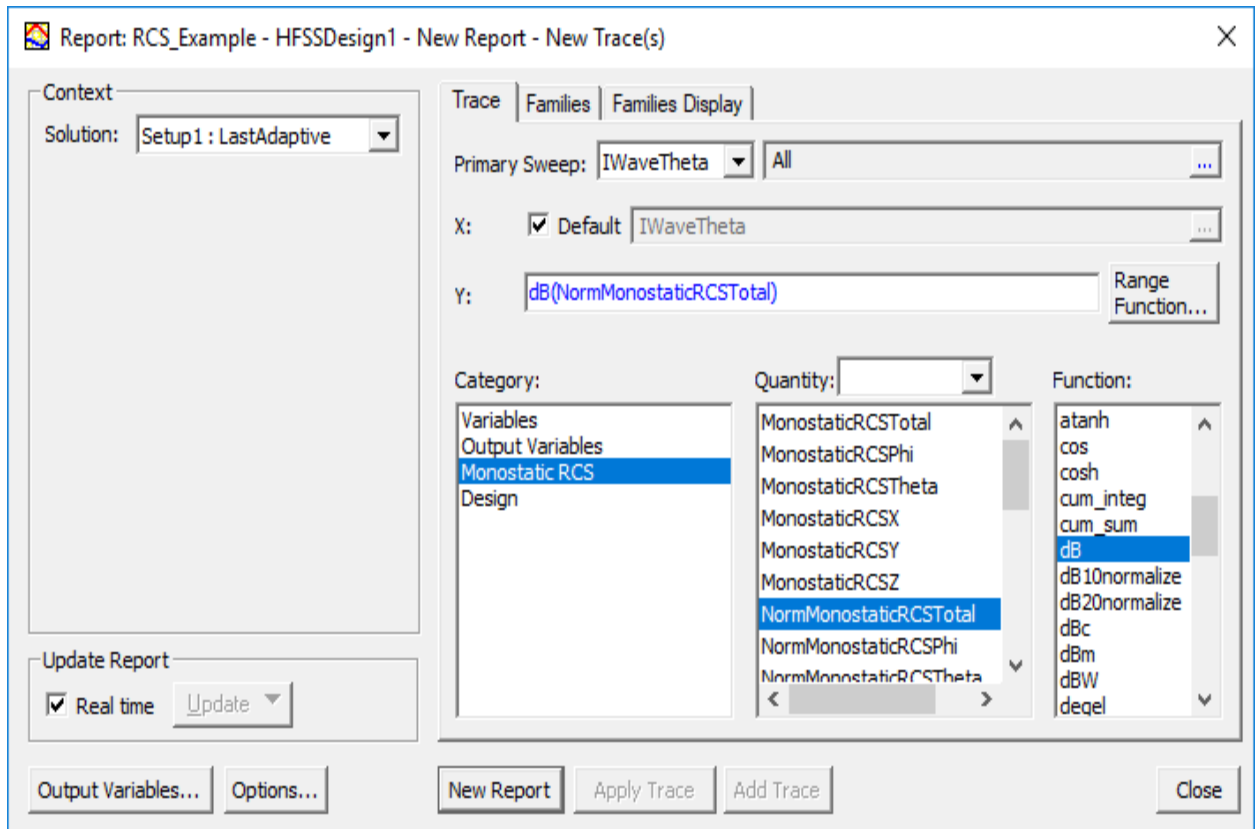 Report: RCS_Example - HFSSDesign1 - New Report - New Trace(s)
Context
Solution: Setup1 : LastAdaptive
Trace Families Families Display
Primary Sweep: IWaveTheta All ...
X: Default IWaveTheta ...
Y: dB(NormMonostaticRCSTotal)
Range
Function...
Category:
Variables
Output Variables
Monostatic RCS
Design
Quantity:
MonostaticRCSTotal
MonostaticRCSPhi
MonostaticRCSTheta
MonostaticRCSX
MonostaticRCSY
MonostaticRCSZ
NormMonostaticRCSTotal
NormMonostaticRCSPhi
NormMonostaticRCSTheta
Function:
atanh
cos
cosh
cum_integ
cum_sum
dB
dB10normalize
dB20normalize
dBc
dBm
dBW
degel
Update Report
Real time Update
Output Variables... Options... New Report Apply Trace Add Trace Close